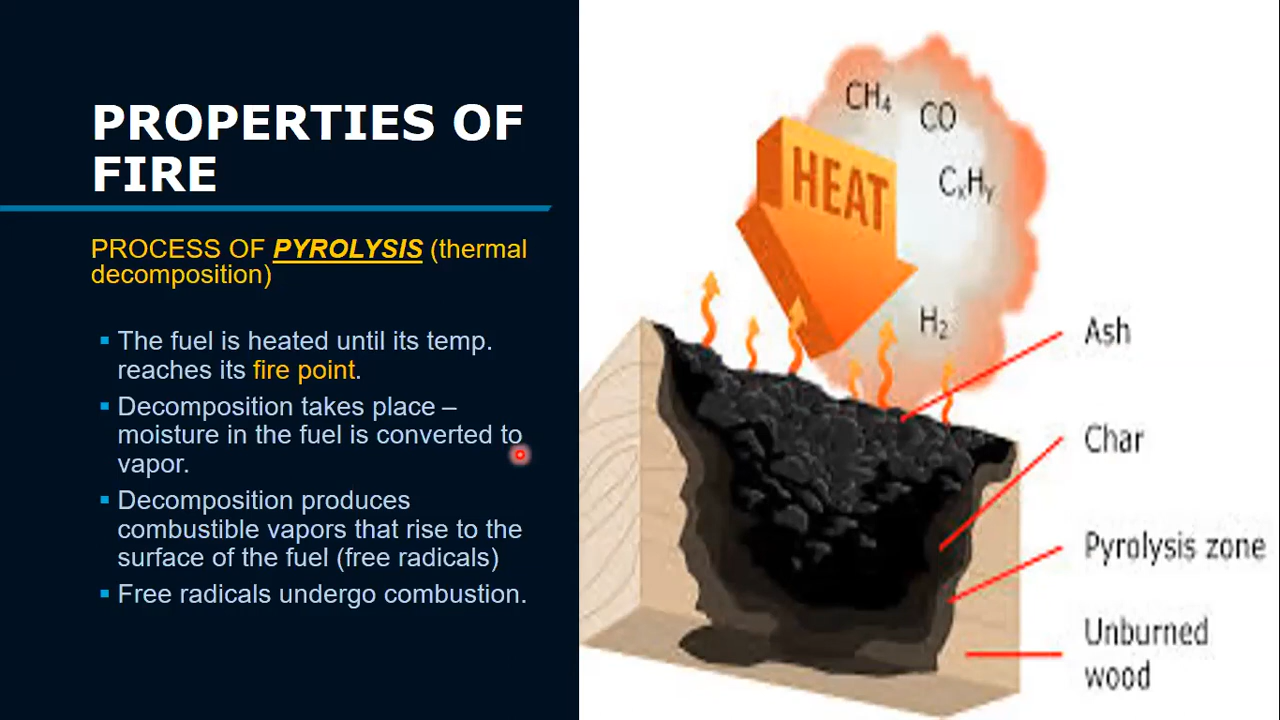 PROPERTIES OF
FIRE
PROCESS OF PYROLYSIS (thermal
decomposition)
▪ The fuel is heated until its temp.
reaches its fire point.
▪ Decomposition takes place –
moisture in the fuel is converted to
vapor.
▪ Decomposition produces
combustible vapors that rise to the
surface of the fuel (free radicals)
▪ Free radicals undergo combustion.
CH₄
CO
CₓHᵧ
HEAT
H₂
Ash
Char
Pyrolysis zone
Unburned
wood